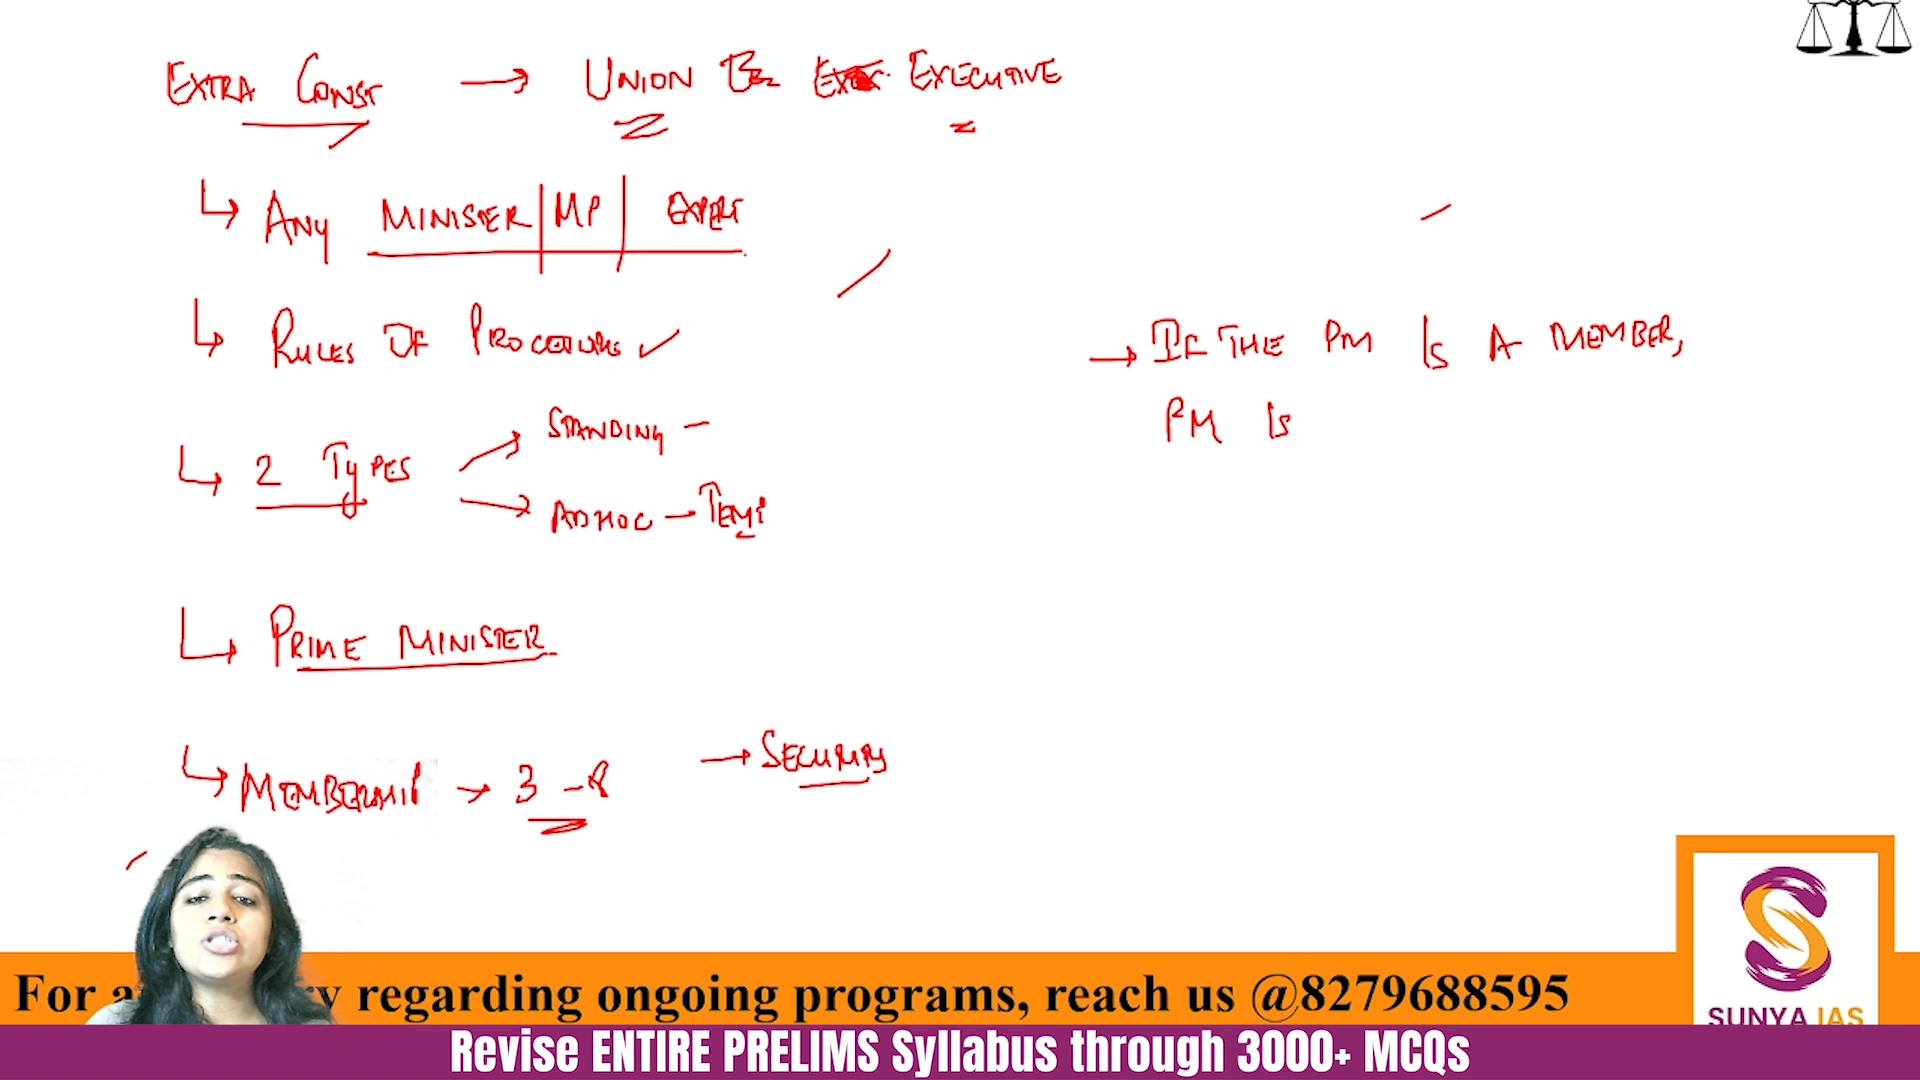 EXTRA CONST → UNION EXECUTIVE
↳ ANY MINISTER | MP | EXPERT
↳ RULES OF PROCEDURES ✓
↳ 2 TYPES
→ STANDING -
→ ADHOC - TEMP
↳ PRIME MINISTER
↳ MEMBERSHIP → 3 - 8
→ SECURITY
→ IF THE PM IS A MEMBER,
PM IS
For a ry regarding ongoing programs, reach us @8279688595
SUNYA IAS
Revise ENTIRE PRELIMS Syllabus through 3000+ MCQs